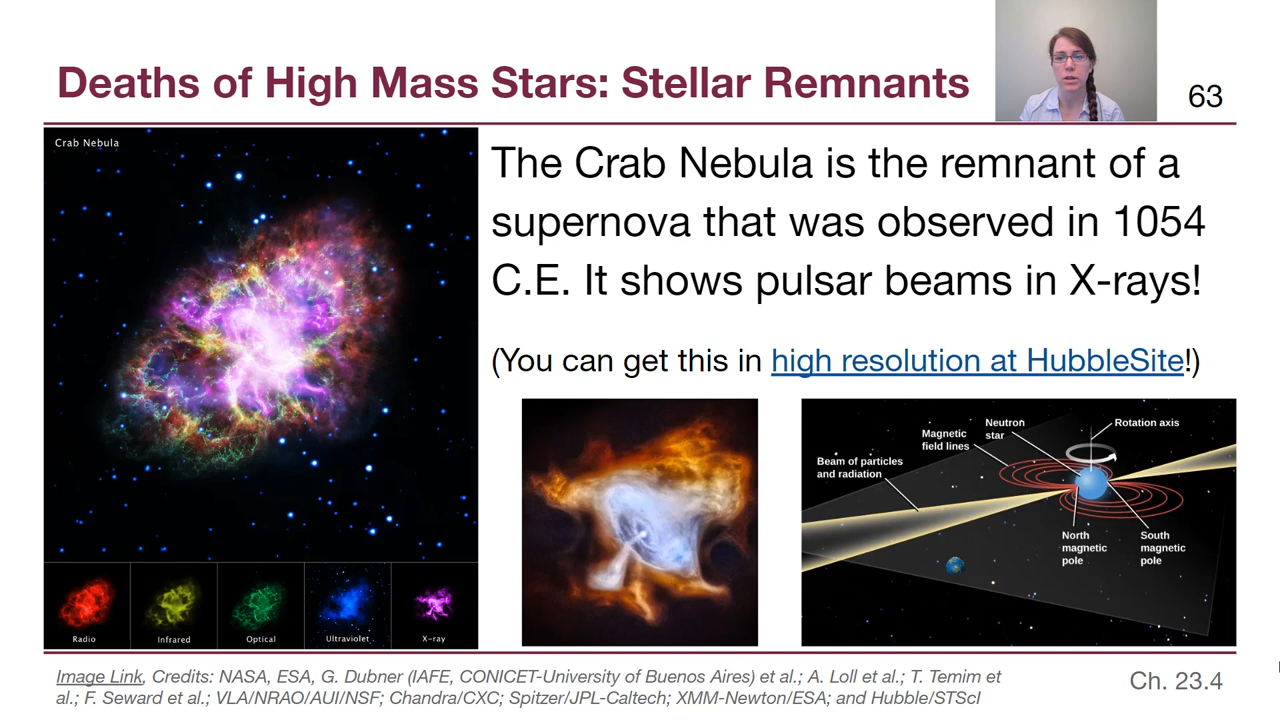 Deaths of High Mass Stars: Stellar Remnants
63
Crab Nebula
The Crab Nebula is the remnant of a
supernova that was observed in 1054
C.E. It shows pulsar beams in X-rays!
(You can get this in high resolution at HubbleSite!)
Radio
Infrared
Optical
Ultraviolet
X-ray
Beam of particles
and radiation
Magnetic
field lines
Neutron
star
Rotation axis
North
magnetic
pole
South
magnetic
pole
Image Link, Credits: NASA, ESA, G. Dubner (IAFE, CONICET-University of Buenos Aires) et al.; A. Loll et al.; T. Temim et
al.; F. Seward et al.; VLA/NRAO/AUI/NSF; Chandra/CXC; Spitzer/JPL-Caltech; XMM-Newton/ESA; and Hubble/STScI
Ch. 23.4